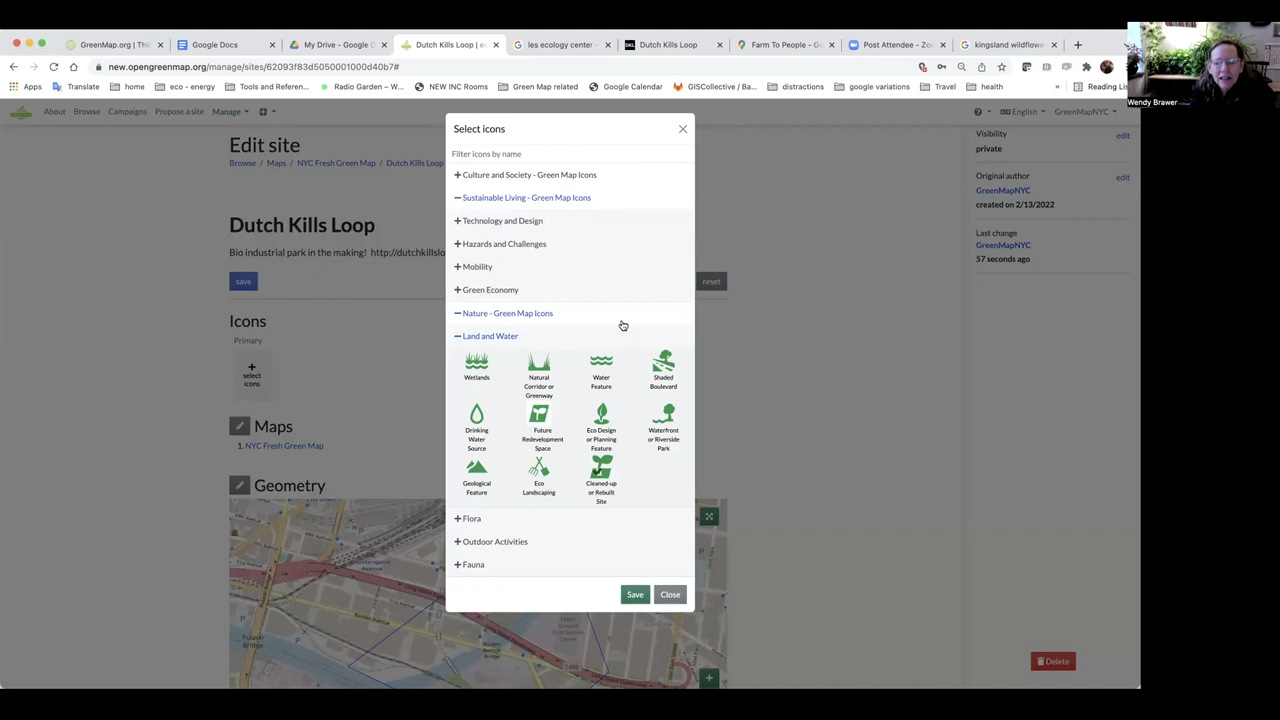 GreenMap.org | Thi
Google Docs
My Drive - Google D
Dutch Kills Loop | e
les ecology center -
Dutch Kills Loop
Farm To People - G
Post Attendee - Zo
kingsland wildflowe
new.opengreenmap.org/manage/sites/62093f83d5050001000d40b7#
Apps
Translate
home
eco - energy
Tools and Referen...
Radio Garden – W...
NEW INC Rooms
Green Map related
Google Calendar
GISCollective / Ba...
distractions
google variations
Travel
health
»
Reading List
Wendy Brawer
About
Browse
Campaigns
Propose a site
Manage
English
GreenMapNYC
Edit site
Browse / Maps / NYC Fresh Green Map / Dutch Kills Loop
Dutch Kills Loop
Bio industrial park in the making! http://dutchkillslo
save
reset
Icons
Primary
+
select
icons
Maps
1. NYC Fresh Green Map
Geometry
Select icons
Filter icons by name
Culture and Society - Green Map Icons
Sustainable Living - Green Map Icons
Technology and Design
Hazards and Challenges
Mobility
Green Economy
Nature - Green Map Icons
Land and Water
Wetlands
Natural
Corridor or
Greenway
Water
Feature
Shaded
Boulevard
Drinking
Water
Source
Future
Redevelopment
Space
Eco Design
or Planning
Feature
Waterfront
or Riverside
Park
Geological
Feature
Eco
Landscaping
Cleaned-up
or Rebuilt
Site
Flora
Outdoor Activities
Fauna
Save
Close
Visibility
edit
private
Original author
edit
GreenMapNYC
created on 2/13/2022
Last change
GreenMapNYC
57 seconds ago
Delete
Pulaski
Bridge